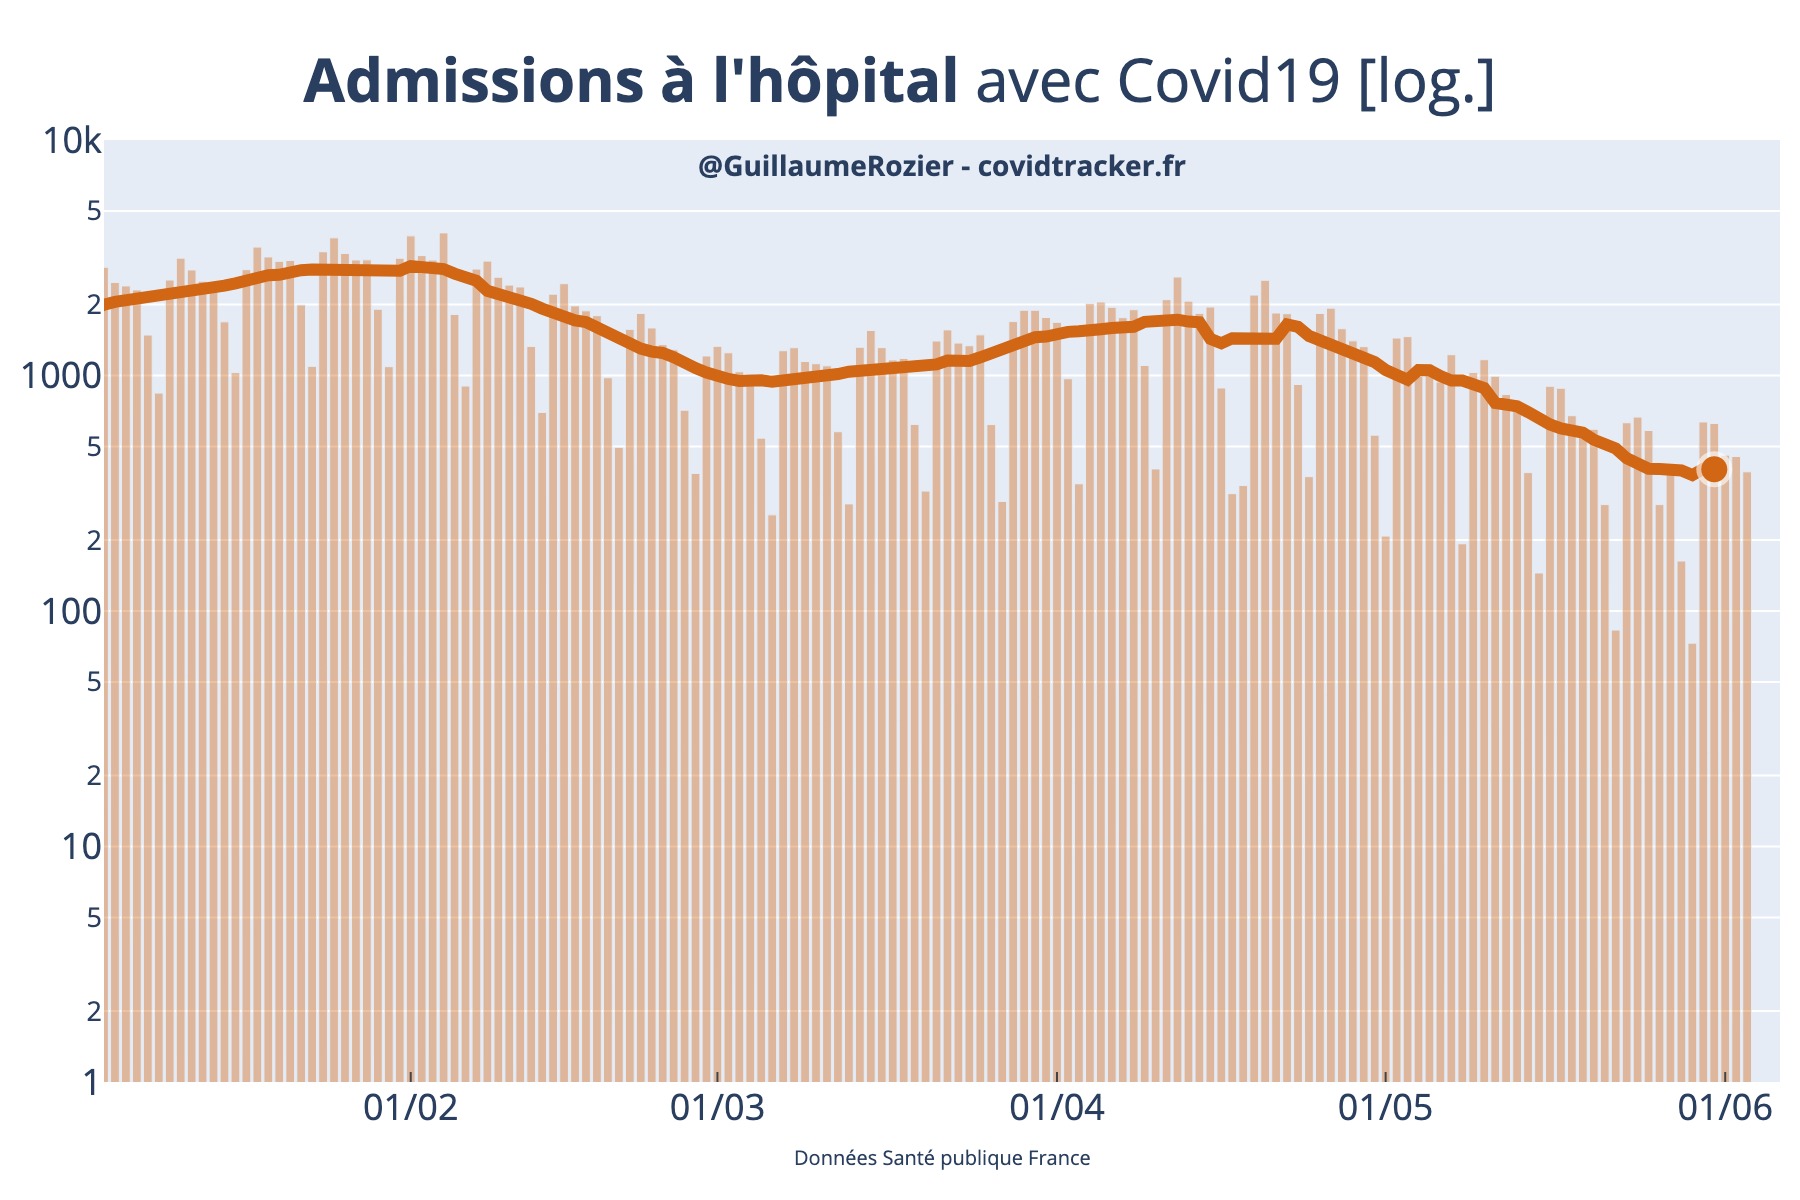 Admissions à l'hôpital avec Covid19 [log.]
@GuillaumeRozier - covidtracker.fr
10k
5
2
1000
5
2
100
5
2
10
5
2
1
01/02 01/03 01/04 01/05 01/06
Données Santé publique France